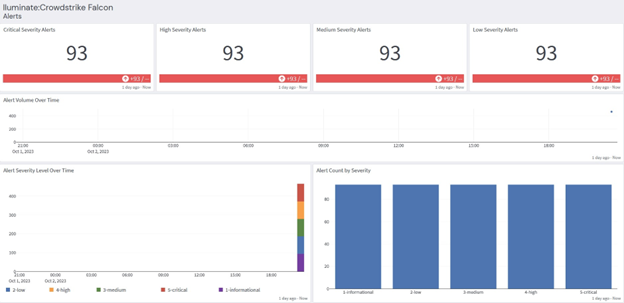 Iluminate:Crowdstrike Falcon
Alerts
Critical Severity Alerts
93
+93 / --
1 day ago - Now
High Severity Alerts
93
+93 / --
1 day ago - Now
Medium Severity Alerts
93
+93 / --
1 day ago - Now
Low Severity Alerts
93
+93 / --
1 day ago - Now
Alert Volume Over Time
400
200
0
21:00 00:00 03:00 06:00 09:00 12:00 15:00 18:00
Oct 1, 2023 Oct 2, 2023
1 day ago - Now
Alert Severity Level Over Time
400
300
200
100
0
21:00 00:00 03:00 06:00 09:00 12:00 15:00 18:00
Oct 1, 2023 Oct 2, 2023
2-low 4-high 3-medium 5-critical 1-informational
1 day ago - Now
Alert Count by Severity
80
60
40
20
0
1-informational 2-low 3-medium 4-high 5-critical
1 day ago - Now